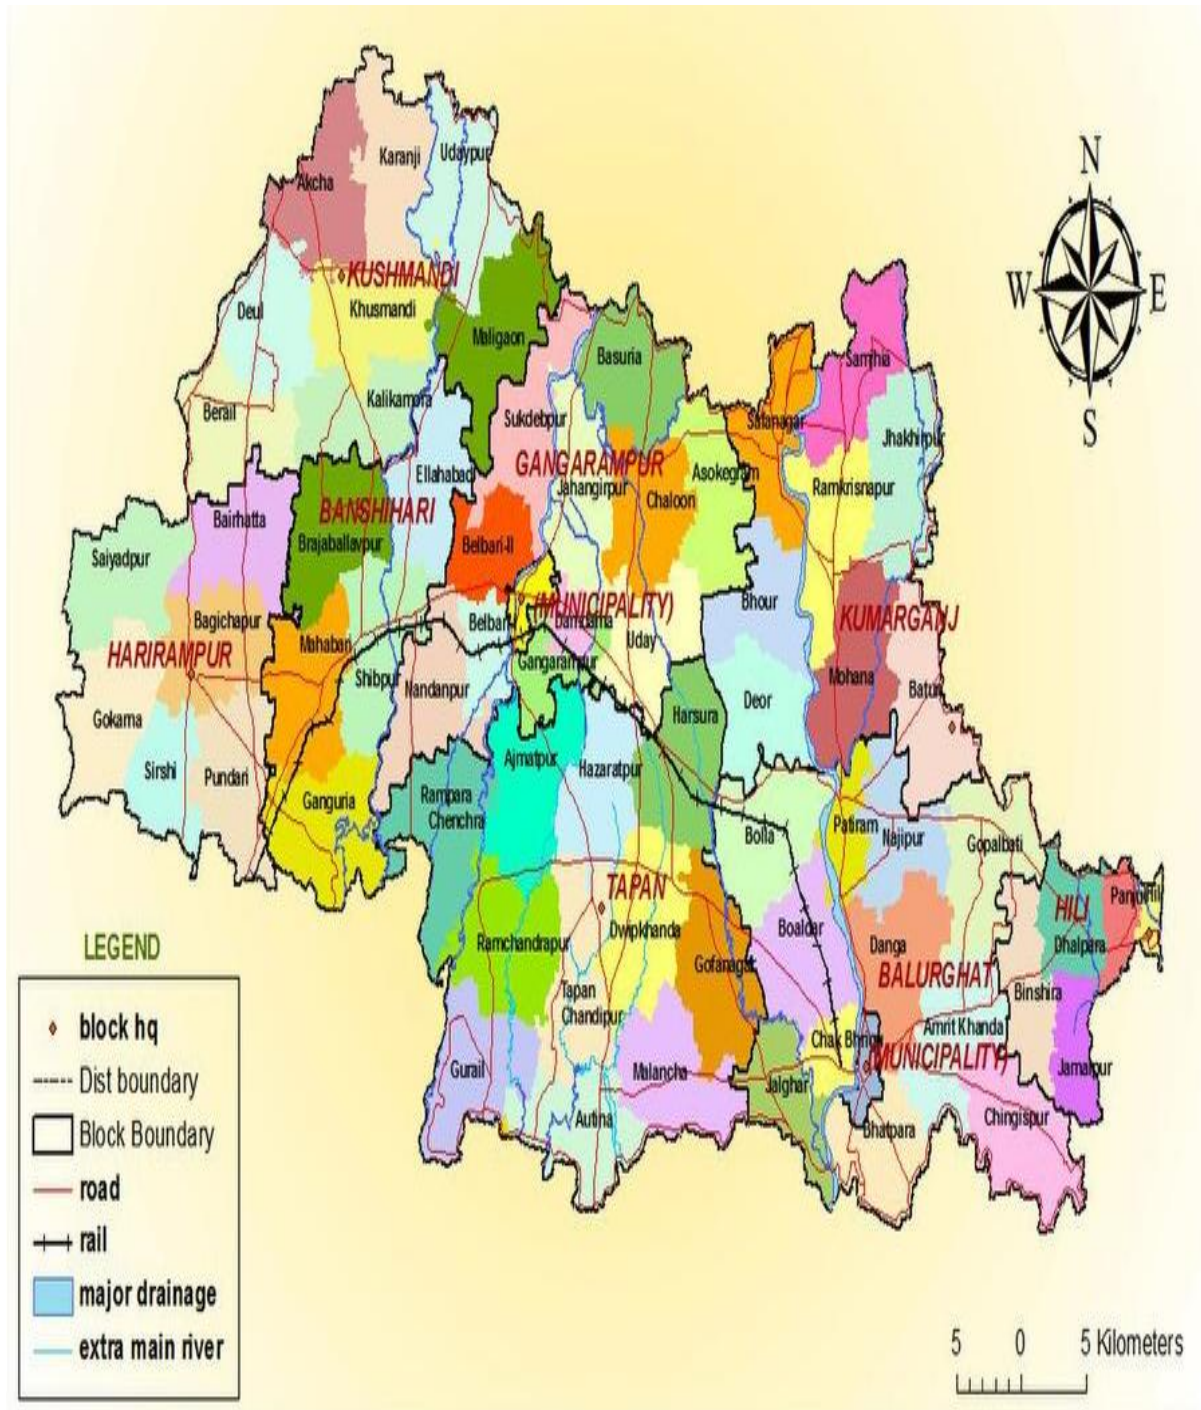 N
W
E
S
Karanji
Udaypur
Akcha
KUSHMANDI
Deul
Khusmandi
Maligaon
Basuria
Samjhia
Berail
Kalikamora
Sukdebpur
Safanagar
Jhakhirpur
GANGARAMPUR
Ellahabad
Asokegram
Jahangirpur
Chaloon
Ramkrisnapur
Bairhatta
BANSHIHARI
Brajaballavpur
Belbari-II
Saiyadpur
Bhour
(MUNICIPALITY)
KUMARGANJ
Bagichapur
Belbari-I
Damdama
Uday
Mahabari
HARIRAMPUR
Gangarampur
Shibpur
Nandanpur
Mohana
Batun
Deor
Harsura
Gokarna
Ajmatpur
Hazaratpur
Sirshi
Pundari
Ganguria
Rampara
Chenchra
Bolla
Patiram
Najipur
Gopalbati
TAPAN
HILI
Panjul
Hili
Dwipkhanda
Boaldar
Ramchandrapur
Danga
Dhalpara
Gofanagar
BALURGHAT
Binshira
Tapan
Chandipur
Amrit Khanda
Chak Bhrigu
(MUNICIPALITY)
Gurail
Malancha
Jalghar
Jamalpur
Autina
Bhatpara
Chingispur
LEGEND
block hq
Dist boundary
Block Boundary
road
rail
major drainage
extra main river
5 0 5 Kilometers